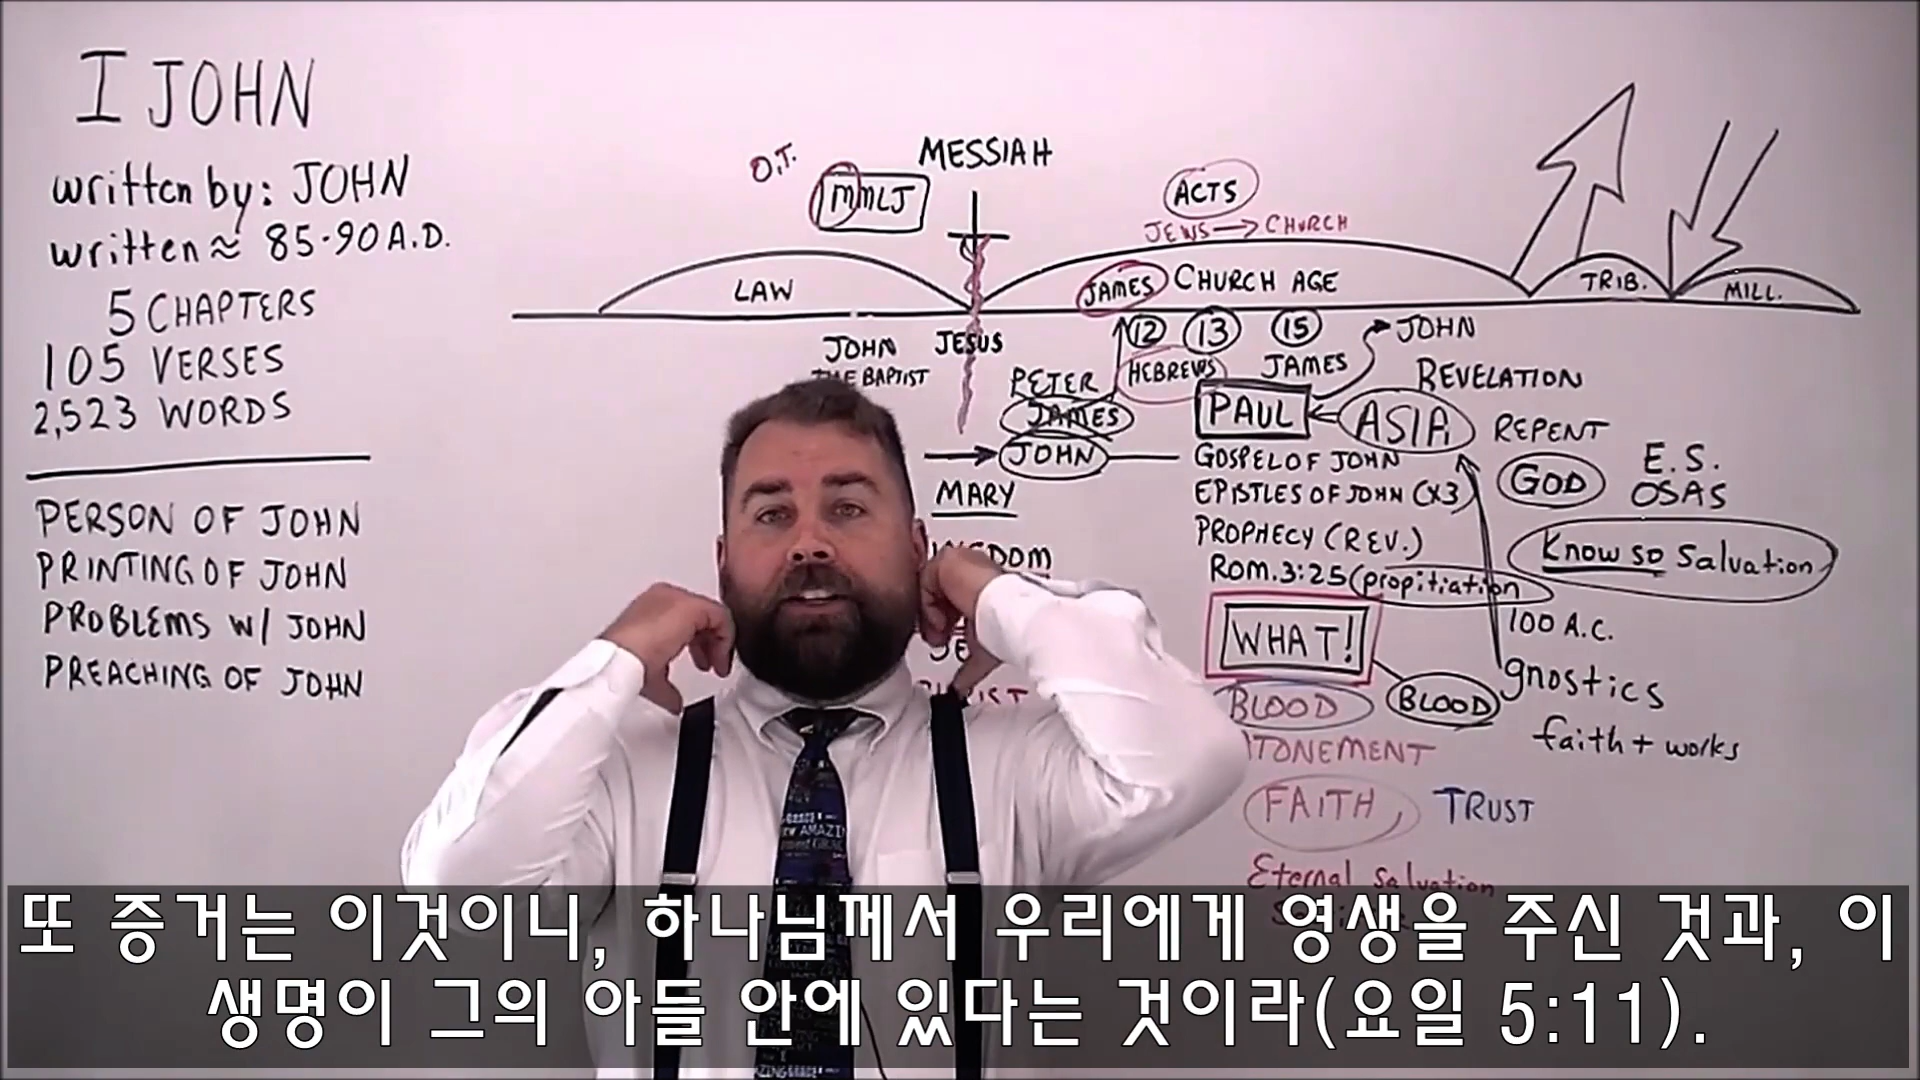 I JOHN
written by: JOHN
written ≈ 85-90 A.D.
5 CHAPTERS
105 VERSES
2,523 WORDS
PERSON OF JOHN
PRINTING OF JOHN
PROBLEMS W/ JOHN
PREACHING OF JOHN
O.T.
MMLJ
MESSIAH
ACTS
JEWS → CHURCH
LAW
JAMES CHURCH AGE
TRIB.
MILL.
JOHN
THE BAPTIST
JESUS
12 13 15
JOHN
PETER
HEBREWS
JAMES
REVELATION
JAMES
PAUL
ASIA
REPENT
JOHN
MARY
GOSPEL OF JOHN
EPISTLES OF JOHN (X3)
PROPHECY (REV.)
Rom. 3:25 (propitiation
GOD
E.S.
OSAS
Know so Salvation
WHAT!
100 A.C.
gnostics
faith + works
BLOOD
BLOOD
FAITH, TRUST
Eternal Salvation
AMAZING GRACE
또 증거는 이것이니, 하나님께서 우리에게 영생을 주신 것과, 이
생명이 그의 아들 안에 있다는 것이라(요일 5:11).